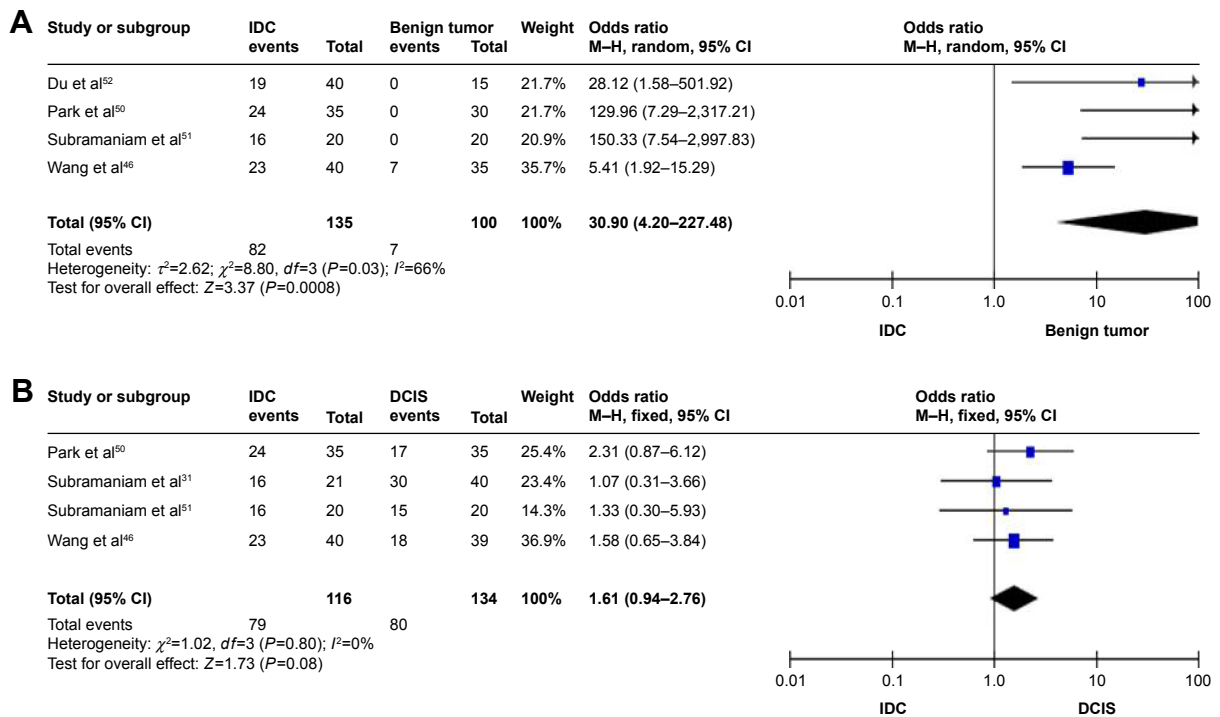 A
Study or subgroup IDC events Total Benign tumor events Total Weight Odds ratio M–H, random, 95% CI Odds ratio M–H, random, 95% CI
Du et al52 19 40 0 15 21.7% 28.12 (1.58–501.92)
Park et al50 24 35 0 30 21.7% 129.96 (7.29–2,317.21)
Subramaniam et al51 16 20 0 20 20.9% 150.33 (7.54–2,997.83)
Wang et al46 23 40 7 35 35.7% 5.41 (1.92–15.29)
Total (95% CI) 135 100 100% 30.90 (4.20–227.48)
Total events 82 7
Heterogeneity: τ2=2.62; χ2=8.80, df=3 (P=0.03); I2=66%
Test for overall effect: Z=3.37 (P=0.0008)
0.01 0.1 1.0 10 100
IDC Benign tumor
B
Study or subgroup IDC events Total DCIS events Total Weight Odds ratio M–H, fixed, 95% CI Odds ratio M–H, fixed, 95% CI
Park et al50 24 35 17 35 25.4% 2.31 (0.87–6.12)
Subramaniam et al31 16 21 30 40 23.4% 1.07 (0.31–3.66)
Subramaniam et al51 16 20 15 20 14.3% 1.33 (0.30–5.93)
Wang et al46 23 40 18 39 36.9% 1.58 (0.65–3.84)
Total (95% CI) 116 134 100% 1.61 (0.94–2.76)
Total events 79 80
Heterogeneity: χ2=1.02, df=3 (P=0.80); I2=0%
Test for overall effect: Z=1.73 (P=0.08)
0.01 0.1 1.0 10 100
IDC DCIS